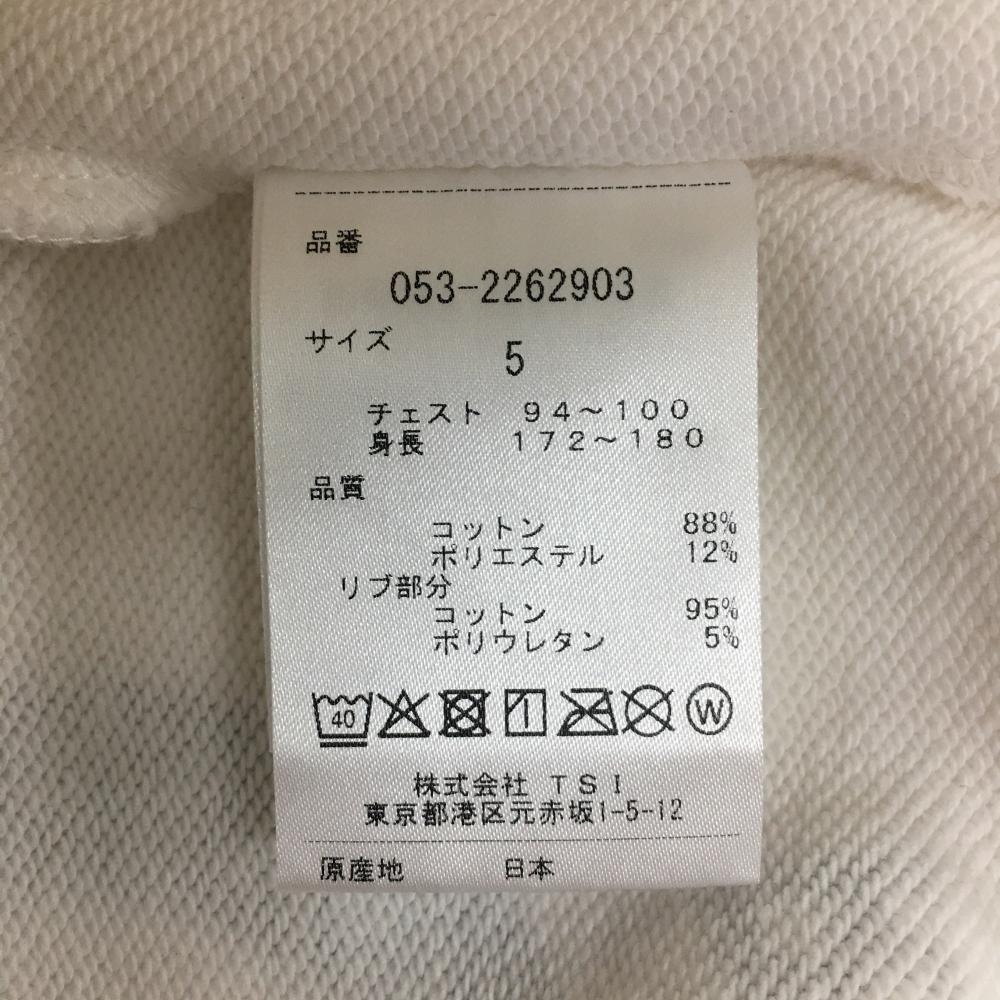 品番
053-2262903
サイズ 5
チェスト 94～100
身長 172～180
品質
コットン 88%
ポリエステル 12%
リブ部分
コットン 95%
ポリウレタン 5%
40 W
株式会社 TSI
東京都港区元赤坂1-5-12
原産地 日本